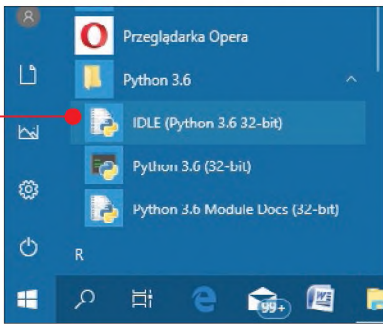 Przeglądarka Opera
Python 3.6
IDLE (Python 3.6 32-bit)
Python 3.6 (32-bit)
Python 3.6 Module Docs (32-bit)
R
99+